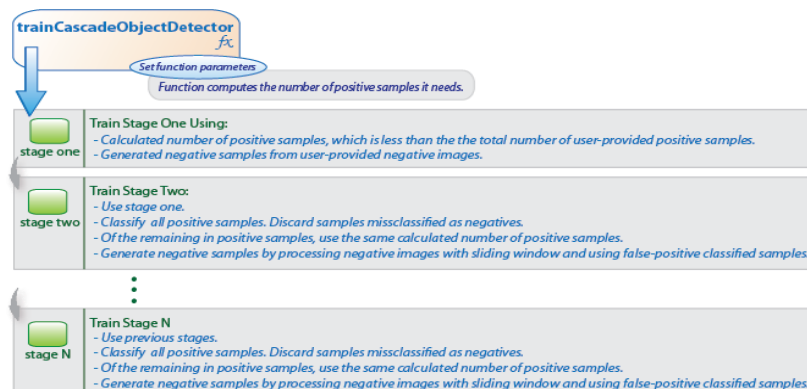 trainCascadeObjectDetector
fx
Set function parameters
Function computes the number of positive samples it needs.
stage one
Train Stage One Using:
- Calculated number of positive samples, which is less than the the total number of user-provided positive samples.
- Generated negative samples from user-provided negative images.
stage two
Train Stage Two:
- Use stage one.
- Classify all positive samples. Discard samples missclassified as negatives.
- Of the remaining in positive samples, use the same calculated number of positive samples.
- Generate negative samples by processing negative images with sliding window and using false-positive classified samples.
stage N
Train Stage N
- Use previous stages.
- Classify all positive samples. Discard samples missclassified as negatives.
- Of the remaining in positive samples, use the same calculated number of positive samples.
- Generate negative samples by processing negative images with sliding window and using false-positive classified samples.